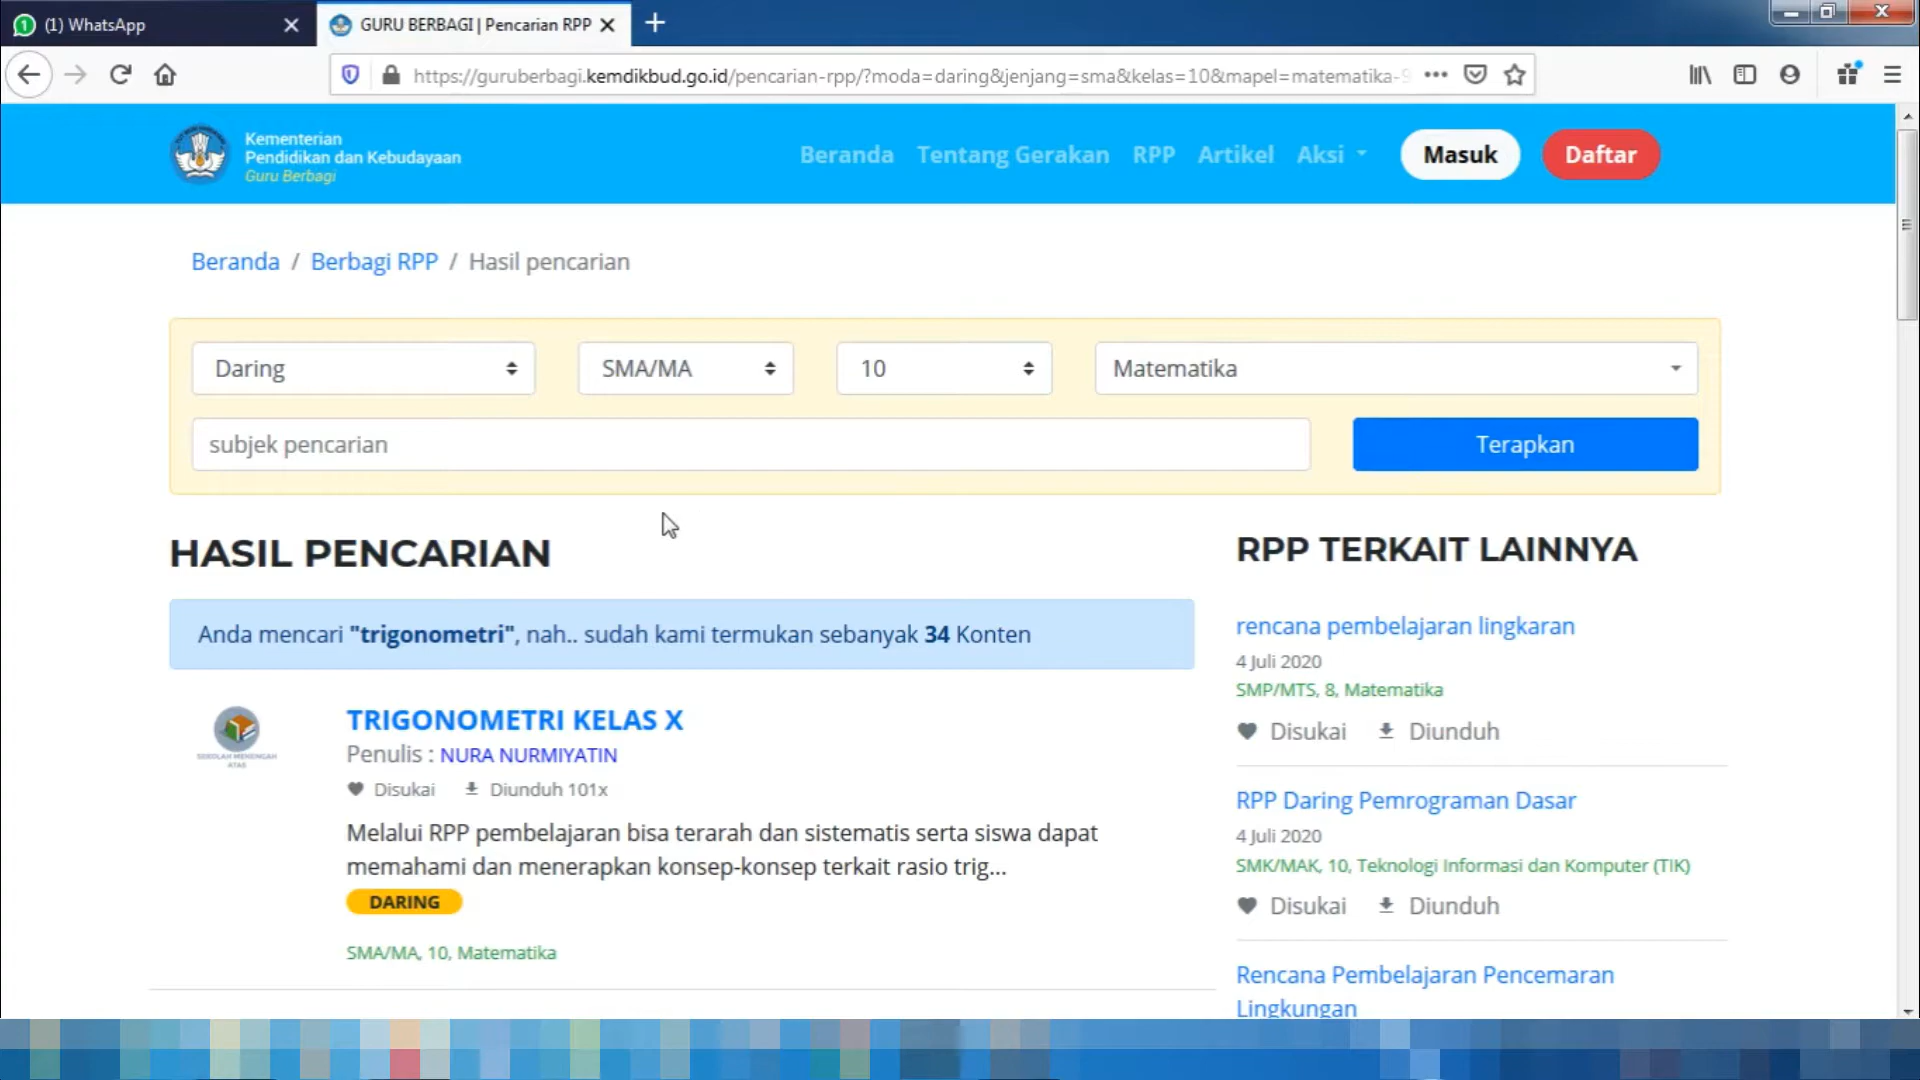 (1) WhatsApp
GURU BERBAGI | Pencarian RPP
https://guruberbagi.kemdikbud.go.id/pencarian-rpp/?moda=daring&jenjang=sma&kelas=10&mapel=matematika-
Kementerian
Pendidikan dan Kebudayaan
Guru Berbagi
Beranda Tentang Gerakan RPP Artikel Aksi Masuk Daftar
Beranda / Berbagi RPP / Hasil pencarian
Daring SMA/MA 10 Matematika
subjek pencarian Terapkan
HASIL PENCARIAN
Anda mencari "trigonometri", nah.. sudah kami termukan sebanyak 34 Konten
SEKOLAH MENENGAH
ATAS
TRIGONOMETRI KELAS X
Penulis : NURA NURMIYATIN
Disukai Diunduh 101x
Melalui RPP pembelajaran bisa terarah dan sistematis serta siswa dapat
memahami dan menerapkan konsep-konsep terkait rasio trig...
DARING
SMA/MA, 10, Matematika
RPP TERKAIT LAINNYA
rencana pembelajaran lingkaran
4 Juli 2020
SMP/MTS, 8, Matematika
Disukai Diunduh
RPP Daring Pemrograman Dasar
4 Juli 2020
SMK/MAK, 10, Teknologi Informasi dan Komputer (TIK)
Disukai Diunduh
Rencana Pembelajaran Pencemaran
Lingkungan